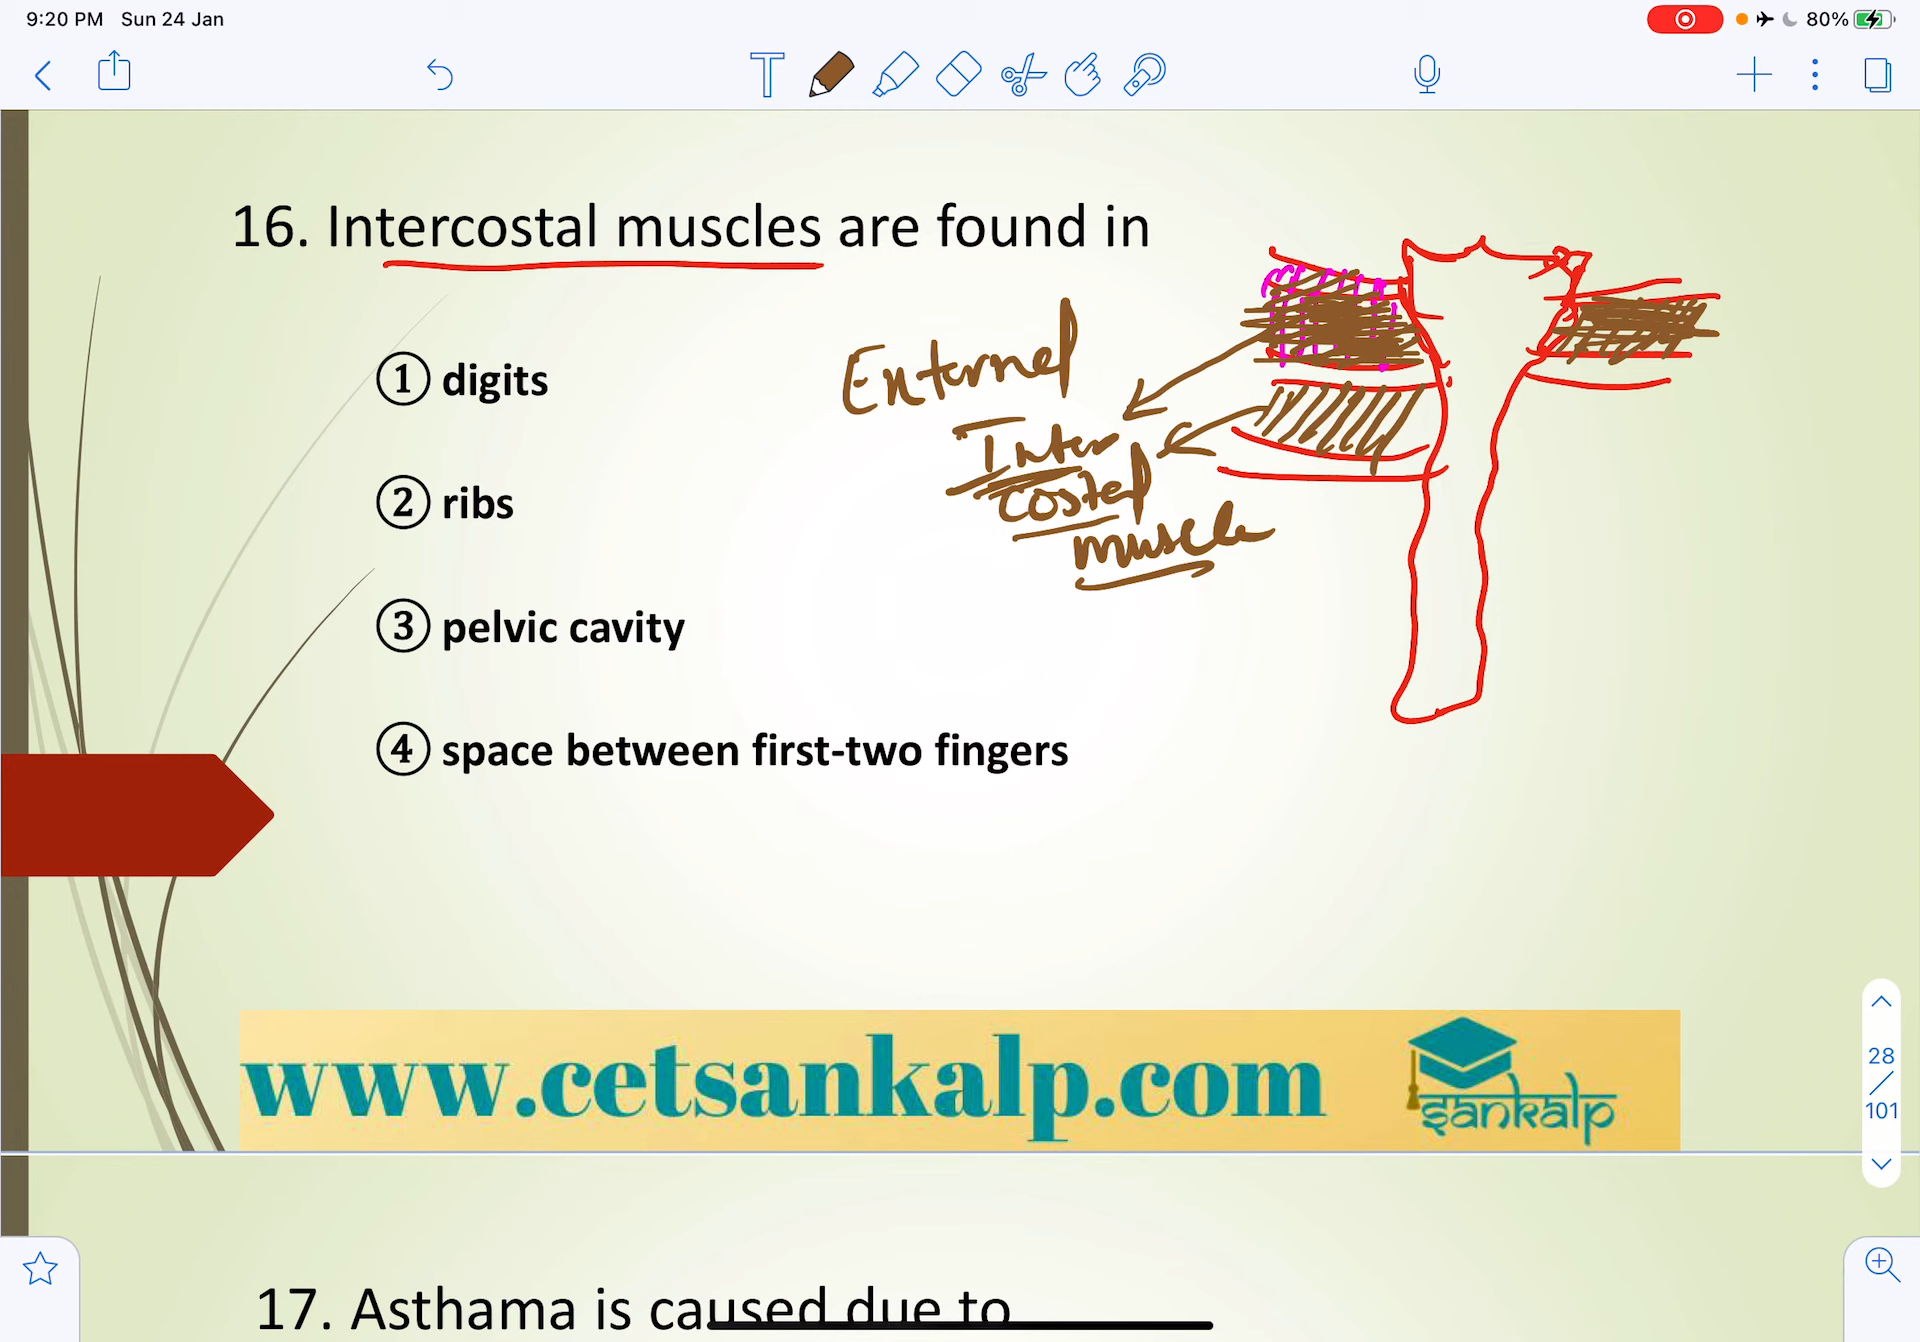 9:20 PM Sun 24 Jan
80%
T
16. Intercostal muscles are found in
① digits
② ribs
③ pelvic cavity
④ space between first-two fingers
Externel
Inter
costel
muscle
www.cetsankalp.com
sankalp
28
/
101
17. Asthama is caused due to